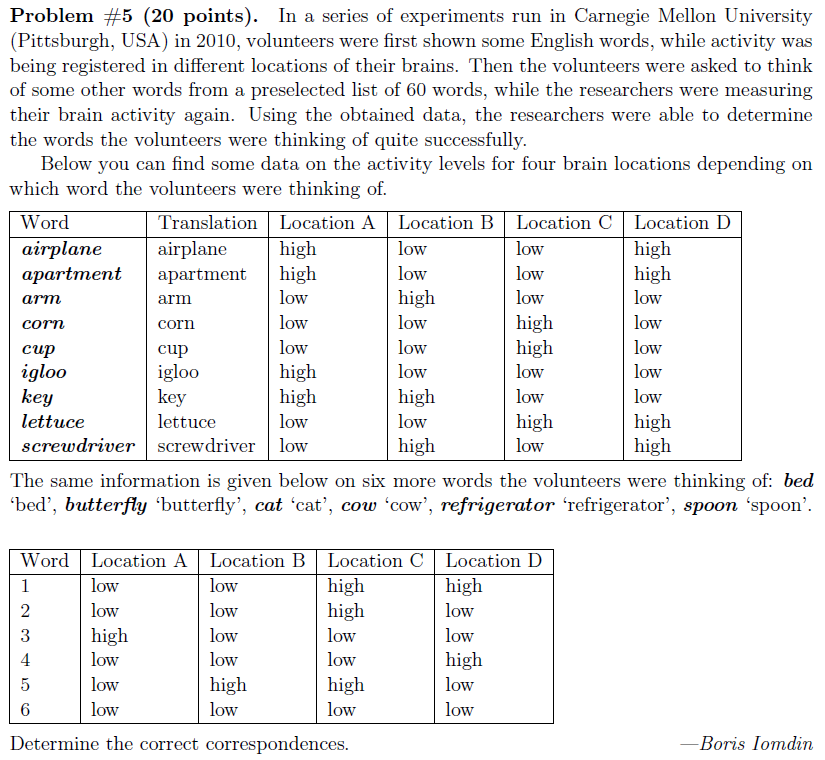 Problem #5 (20 points). In a series of experiments run in Carnegie Mellon University
(Pittsburgh, USA) in 2010, volunteers were first shown some English words, while activity was
being registered in different locations of their brains. Then the volunteers were asked to think
of some other words from a preselected list of 60 words, while the researchers were measuring
their brain activity again. Using the obtained data, the researchers were able to determine
the words the volunteers were thinking of quite successfully.
Below you can find some data on the activity levels for four brain locations depending on
which word the volunteers were thinking of.
Word Translation Location A Location B Location C Location D
airplane airplane high low low high
apartment apartment high low low high
arm arm low high low low
corn corn low low high low
cup cup low low high low
igloo igloo high low low low
key key high high low low
lettuce lettuce low low high high
screwdriver screwdriver low high low high
The same information is given below on six more words the volunteers were thinking of: bed
‘bed’, butterfly ‘butterfly’, cat ‘cat’, cow ‘cow’, refrigerator ‘refrigerator’, spoon ‘spoon’.
Word Location A Location B Location C Location D
1 low low high high
2 low low high low
3 high low low low
4 low low low high
5 low high high low
6 low low low low
Determine the correct correspondences. —Boris Iomdin